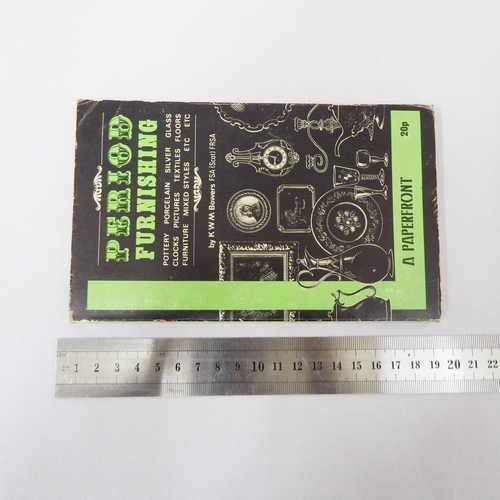 PERIOD
FURNISHING
POTTERY PORCELAIN SILVER GLASS
CLOCKS PICTURES TEXTILES FLOORS
FURNITURE MIXED STYLES ETC ETC
by K W M Bowers FSA (Scot) FRSA
A PAPERFRONT
20p
1 2 3 4 5 6 7 8 9 10 11 12 13 14 15 16 17 18 19 20 21 22